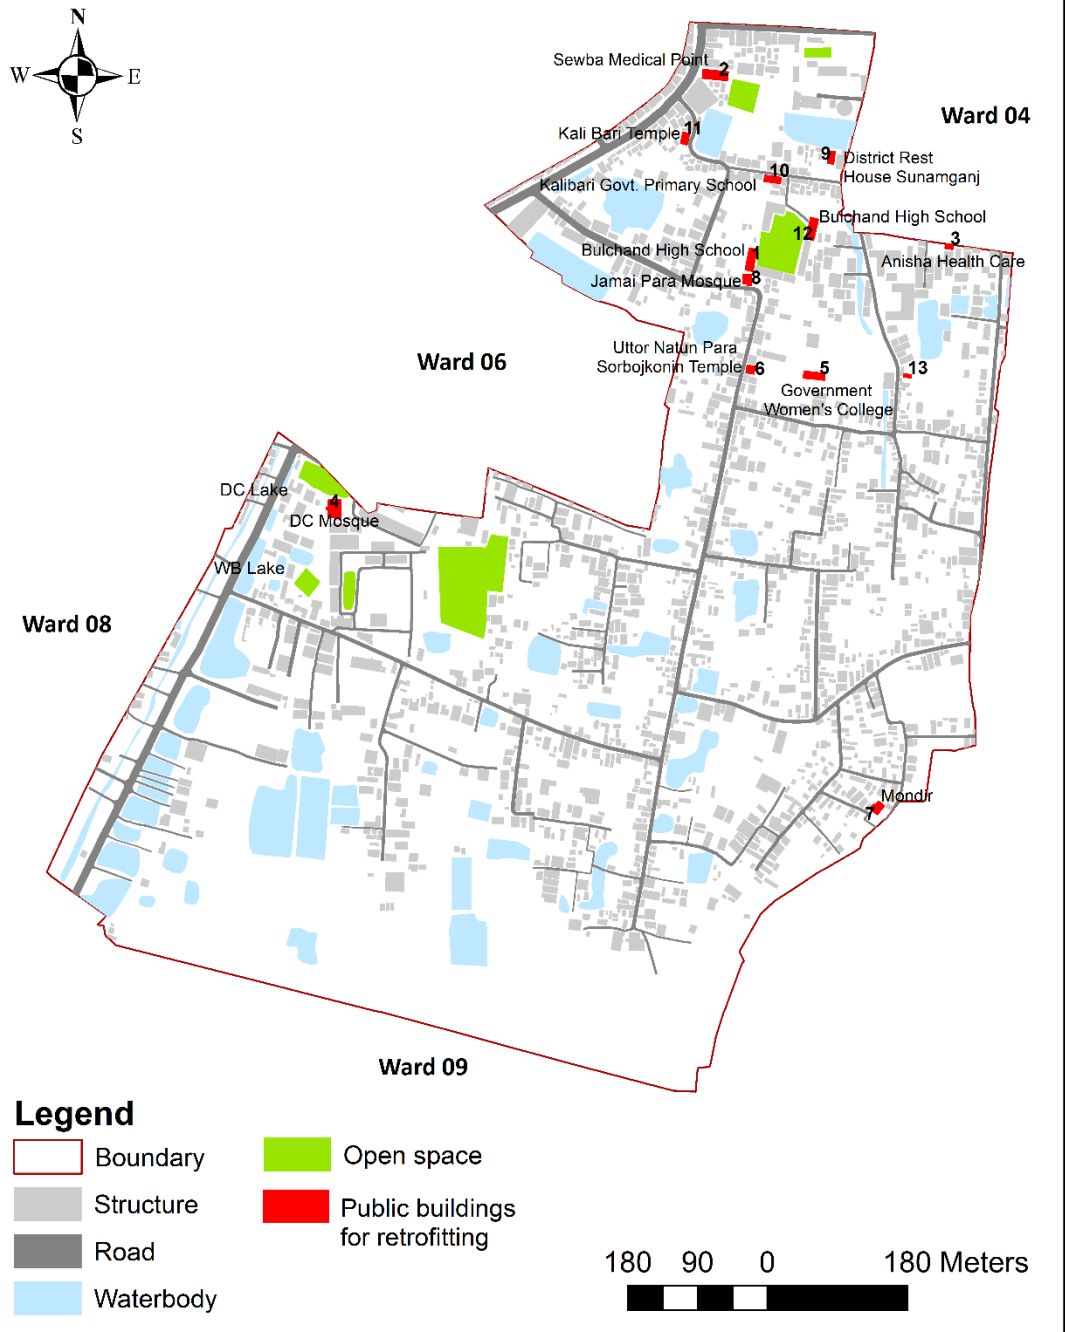 N
W
E
S
Sewba Medical Point
2
Ward 04
Kali Bari Temple
11
9
District Rest
House Sunamganj
10
Kalibari Govt. Primary School
Bulchand High School
12
3
Bulchand High School
1
Anisha Health Care
Jamai Para Mosque
8
Ward 06
Uttor Natun Para
Sorbojkonin Temple
6
5
13
Government
Women's College
DC Lake
4
DC Mosque
WB Lake
Ward 08
Mondir
7
Ward 09
Legend
Boundary
Structure
Road
Waterbody
Open space
Public buildings
for retrofitting
180 90 0 180 Meters